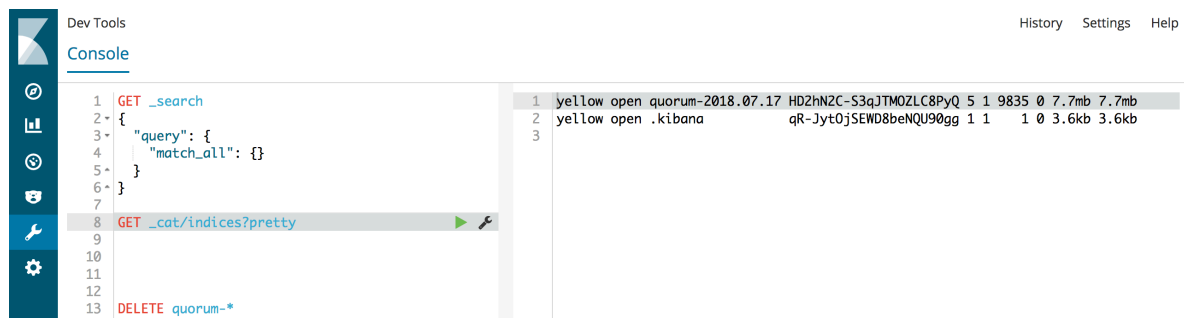 Dev Tools
History Settings Help
Console
1 GET _search
2 {
3 "query": {
4 "match_all": {}
5 }
6 }
7
8 GET _cat/indices?pretty
9
10
11
12
13 DELETE quorum-*
1 yellow open quorum-2018.07.17 HD2hN2C-S3qJTMOZLC8PyQ 5 1 9835 0 7.7mb 7.7mb
2 yellow open .kibana qR-JytOjSEWD8beNQU90gg 1 1 1 0 3.6kb 3.6kb
3